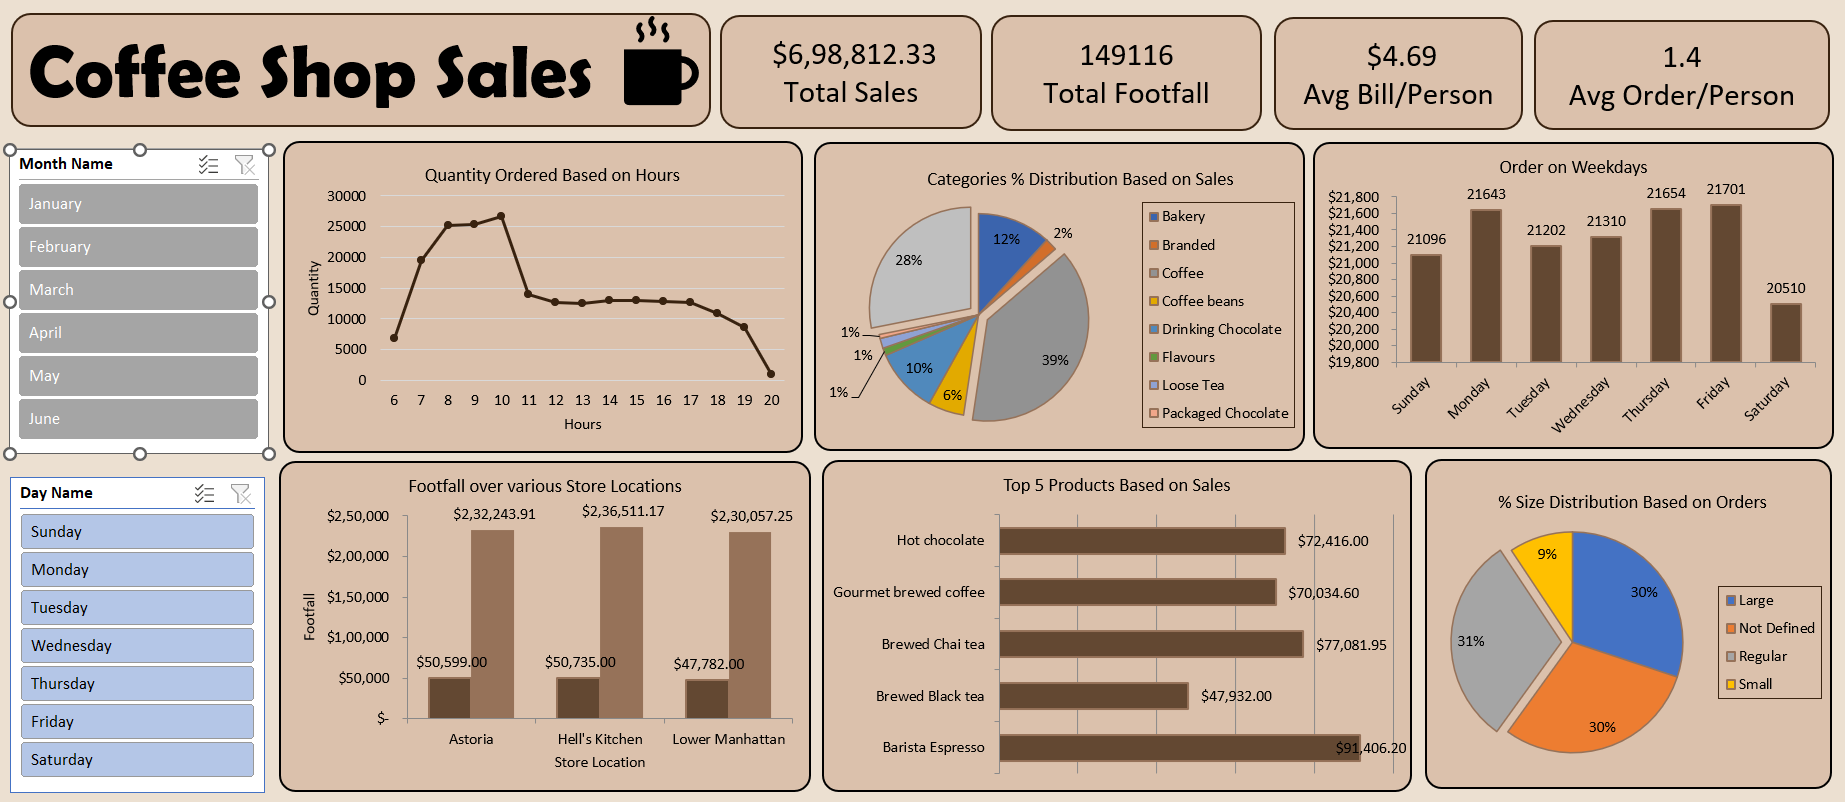 Coffee Shop Sales
$6,98,812.33
Total Sales
149116
Total Footfall
$4.69
Avg Bill/Person
1.4
Avg Order/Person
Month Name
January
February
March
April
May
June
Quantity Ordered Based on Hours
30000
25000
20000
15000
10000
5000
0
Quantity
6 7 8 9 10 11 12 13 14 15 16 17 18 19 20
Hours
Categories % Distribution Based on Sales
12%
2%
28%
39%
1%
1%
1%
10%
6%
Bakery
Branded
Coffee
Coffee beans
Drinking Chocolate
Flavours
Loose Tea
Packaged Chocolate
Order on Weekdays
$21,800
$21,600
$21,400
$21,200
$21,000
$20,800
$20,600
$20,400
$20,200
$20,000
$19,800
21096
21643
21202
21310
21654
21701
20510
Sunday
Monday
Tuesday
Wednesday
Thursday
Friday
Saturday
Day Name
Sunday
Monday
Tuesday
Wednesday
Thursday
Friday
Saturday
Footfall over various Store Locations
$2,50,000
$2,00,000
$1,50,000
$1,00,000
$50,000
$-
Footfall
$2,32,243.91
$2,36,511.17
$2,30,057.25
$50,599.00
$50,735.00
$47,782.00
Astoria
Hell's Kitchen
Lower Manhattan
Store Location
Top 5 Products Based on Sales
Hot chocolate $72,416.00
Gourmet brewed coffee $70,034.60
Brewed Chai tea $77,081.95
Brewed Black tea $47,932.00
Barista Espresso $91,406.20
% Size Distribution Based on Orders
9%
30%
31%
30%
Large
Not Defined
Regular
Small